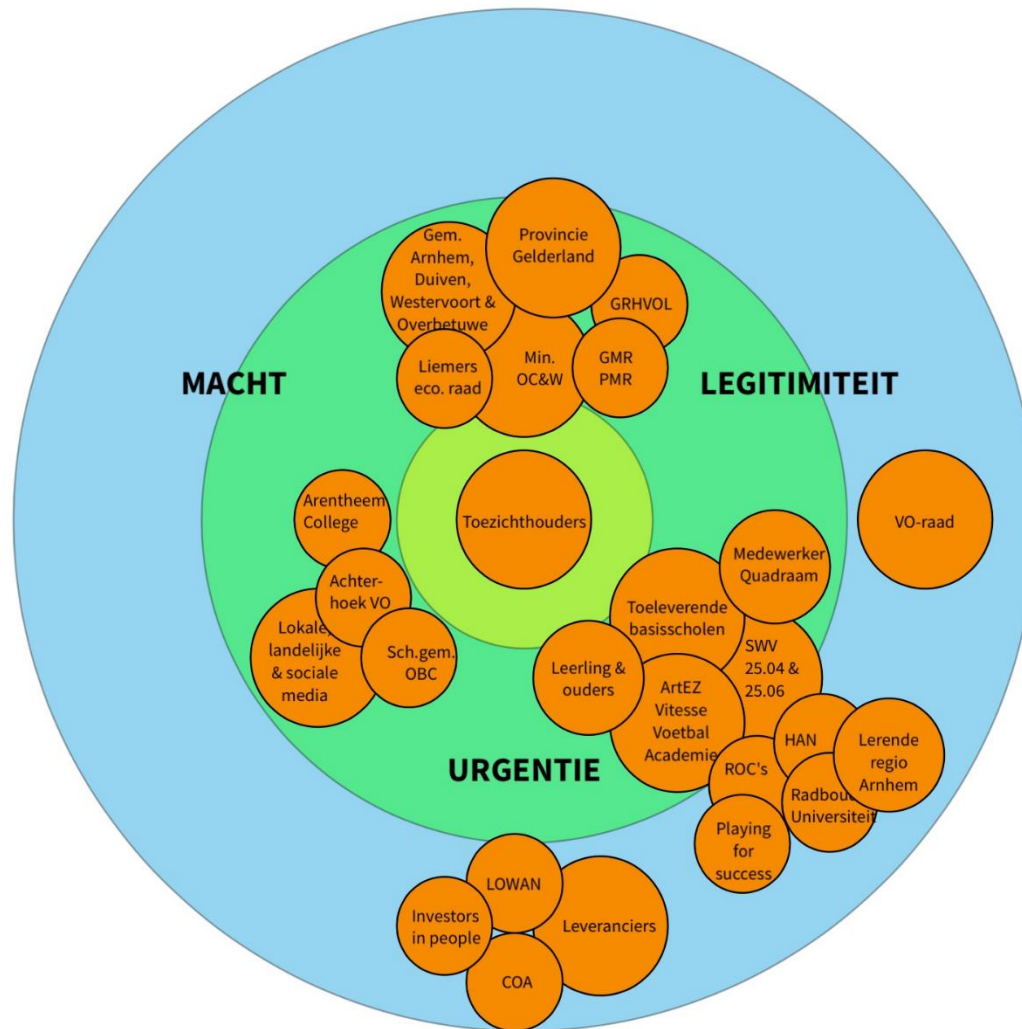 Gem.
Arnhem,
Duiven,
Westervoort &
Overbetuwe
Provincie
Gelderland
GRHVOL
Liemers
eco. raad
Min.
OC&W
GMR
PMR
MACHT
LEGITIMITEIT
Arentheem
College
Toezichthouders
VO-raad
Achter-
hoek VO
Lokale,
landelijke
& sociale
media
Sch.gem.
OBC
Medewerker
Quadraam
Toeleverende
basisscholen
SWV
25.04 &
25.06
Leerling &
ouders
ArtEZ
Vitesse
Voetbal
Academie
URGENTIE
ROC's
HAN
Lerende
regio
Arnhem
Radboud
Universiteit
Playing
for
success
LOWAN
Investors
in people
Leveranciers
COA